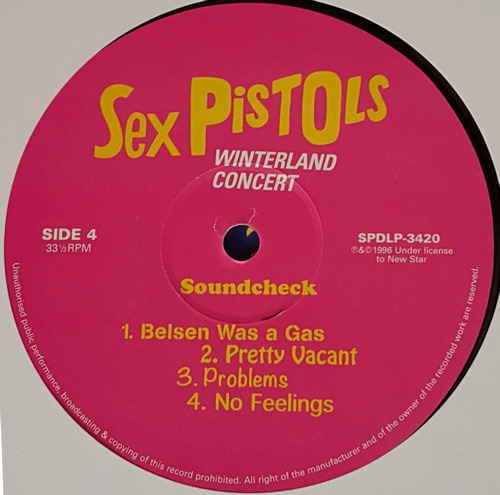 Sex Pistols
WINTERLAND
CONCERT
SIDE 4
33⅓ RPM
SPDLP-3420
℗&©1996 Under license
to New Star
Soundcheck
1. Belsen Was a Gas
2. Pretty Vacant
3. Problems
4. No Feelings
Unauthorised public performance, broadcasting & copying of this record prohibited. All right of the manufacturer and of the owner of the recorded work are reserved.